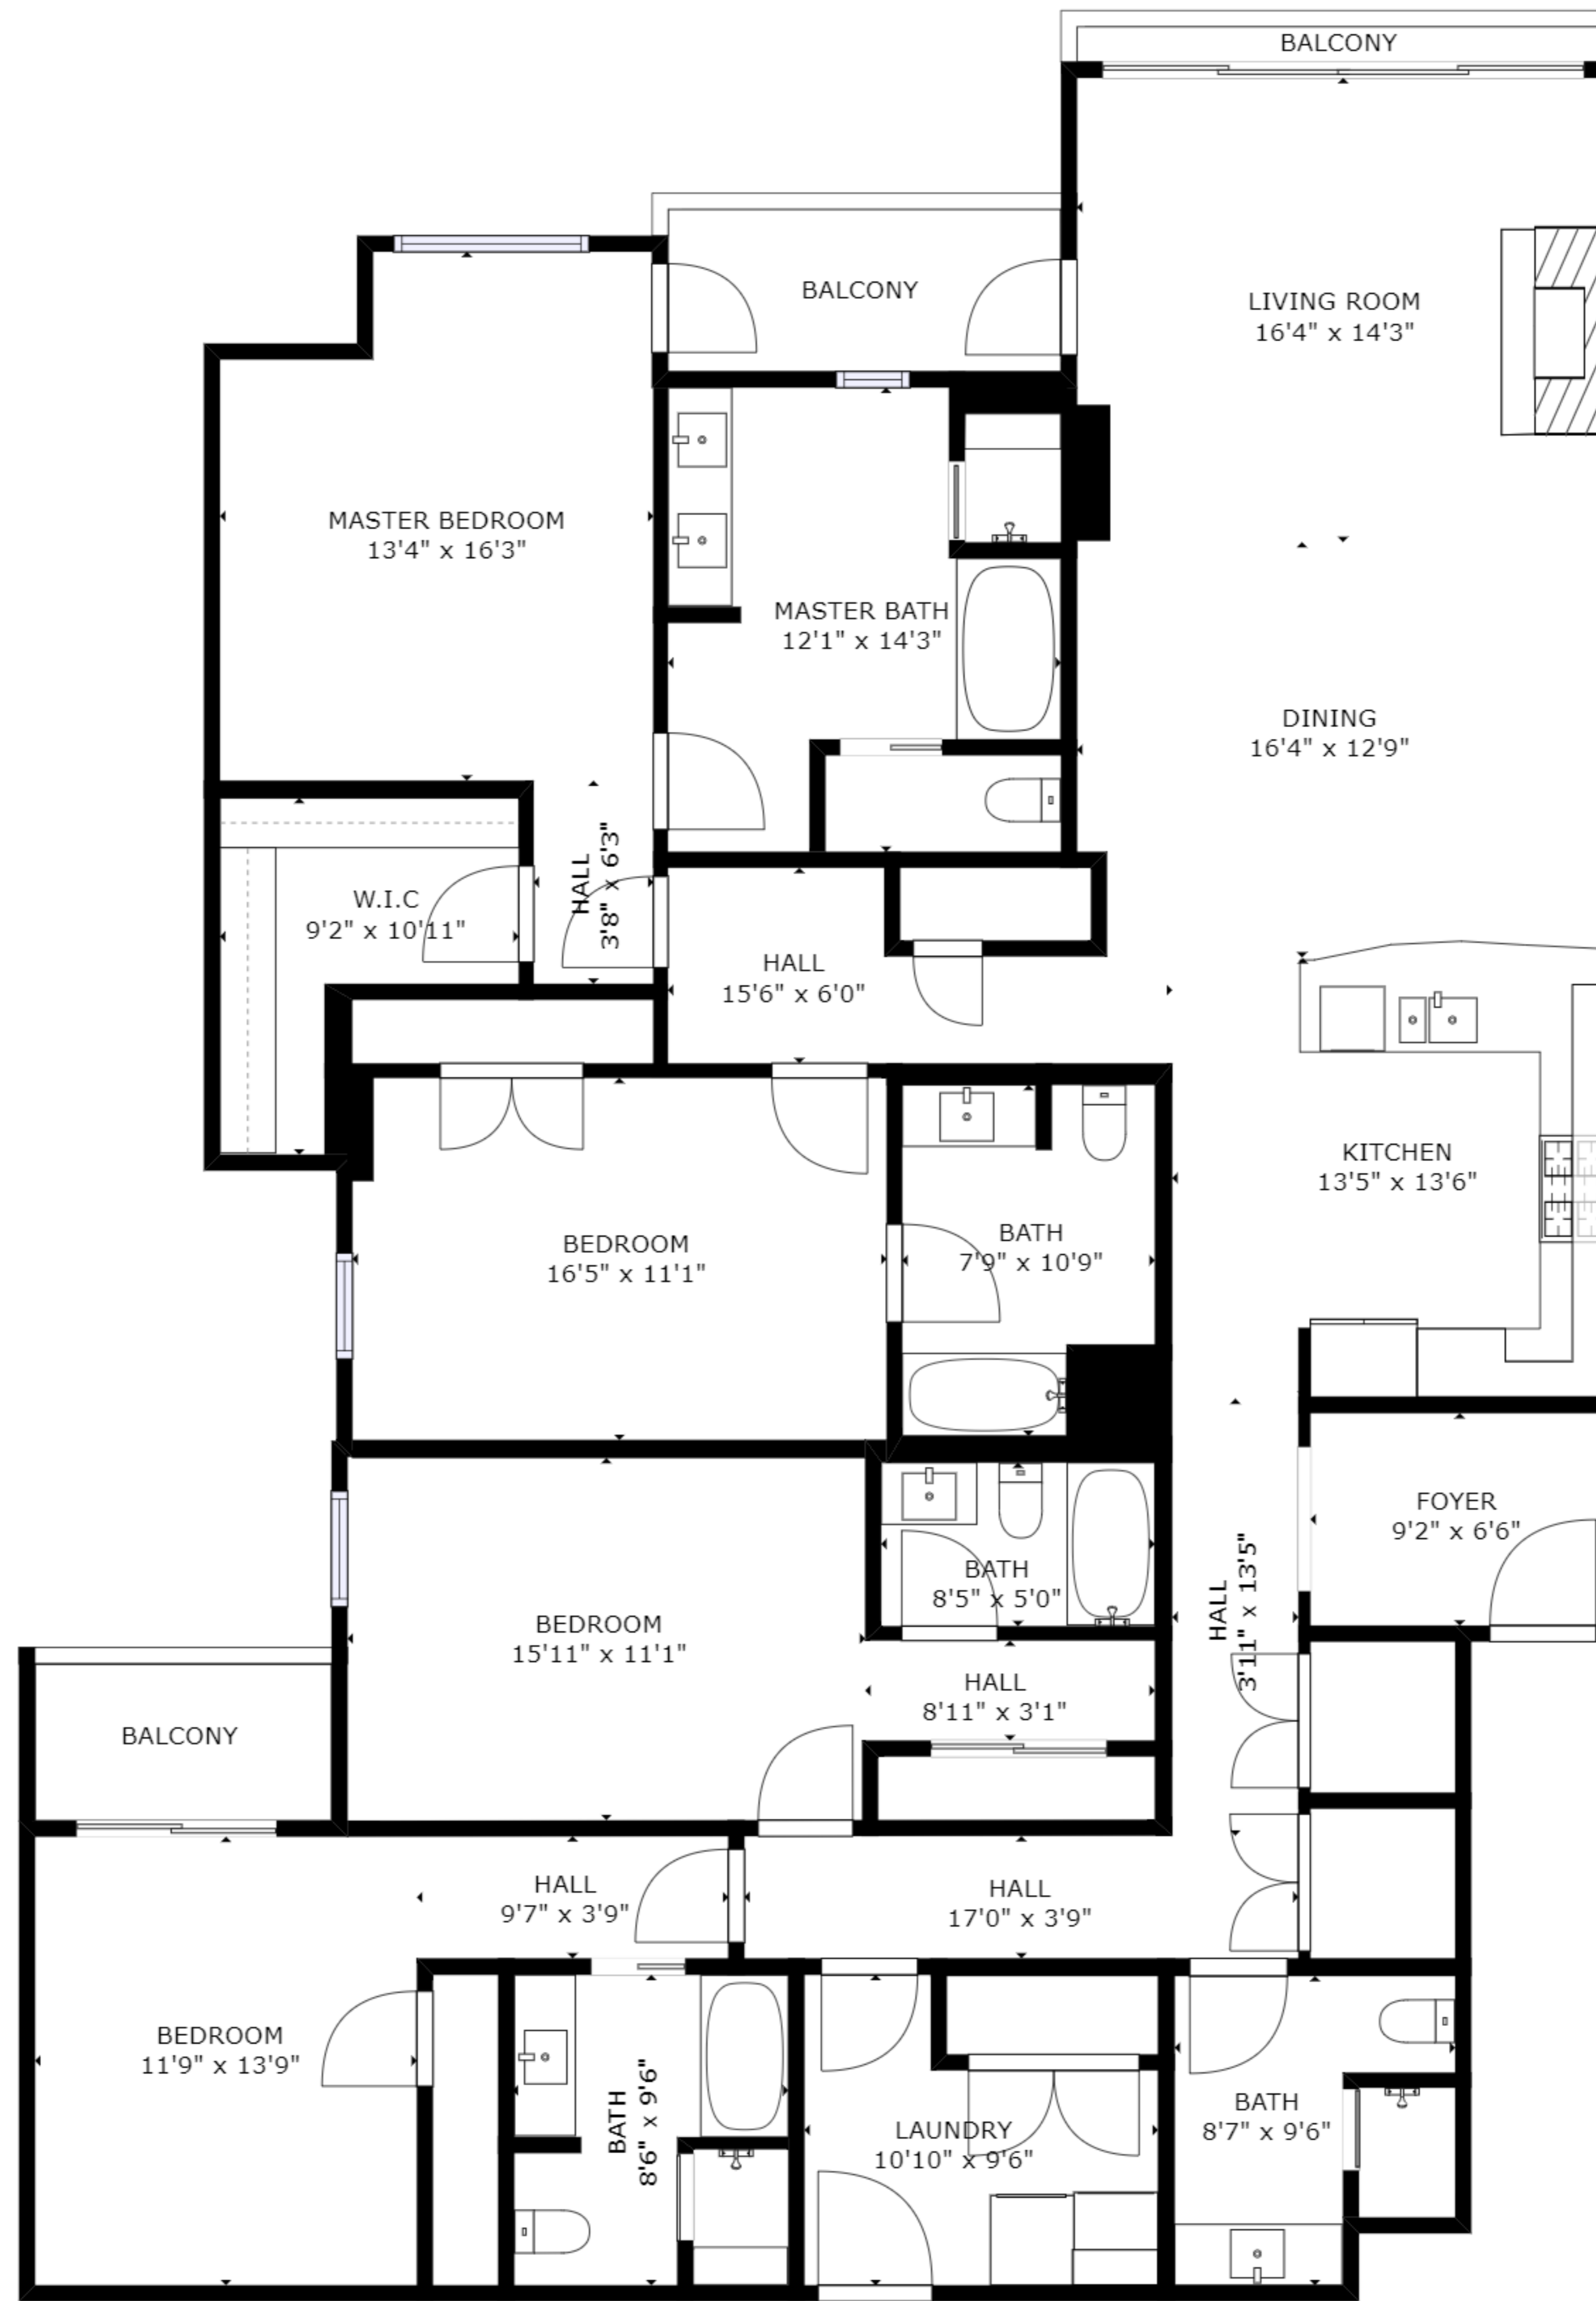 BALCONY
BALCONY
LIVING ROOM
16'4" x 14'3"
MASTER BEDROOM
13'4" x 16'3"
MASTER BATH
12'1" x 14'3"
DINING
16'4" x 12'9"
HALL
3'8" x 6'3"
W.I.C
9'2" x 10'11"
HALL
15'6" x 6'0"
KITCHEN
13'5" x 13'6"
BEDROOM
16'5" x 11'1"
BATH
7'9" x 10'9"
FOYER
9'2" x 6'6"
BATH
8'5" x 5'0"
HALL
3'11" x 13'5"
BEDROOM
15'11" x 11'1"
HALL
8'11" x 3'1"
BALCONY
HALL
9'7" x 3'9"
HALL
17'0" x 3'9"
BEDROOM
11'9" x 13'9"
BATH
8'6" x 9'6"
LAUNDRY
10'10" x 9'6"
BATH
8'7" x 9'6"